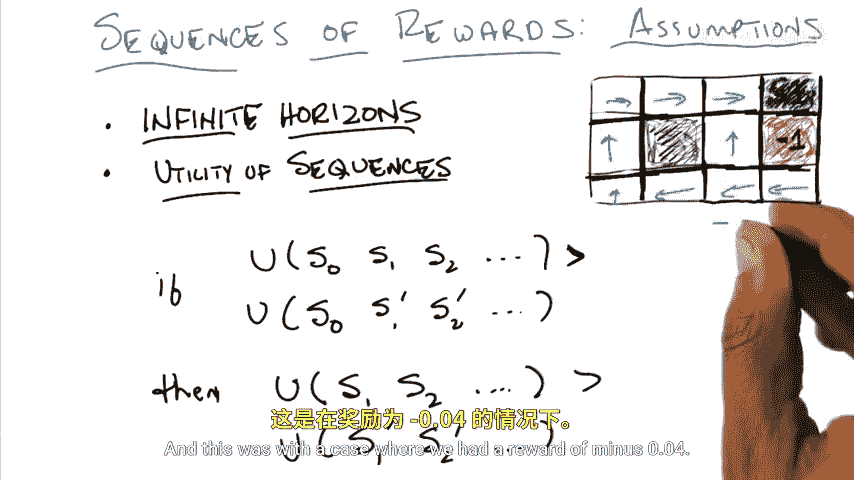 SEQUENCES OF REWARDS: ASSUMPTIONS
• INFINITE HORIZONS
• UTILITY OF SEQUENCES
-1
if U(S₀ S₁ S₂ ...) >
U(S₀ S₁′ S₂′ ...)
then U(S₁ S₂ ...) >
U(S₁′ S₂′ ...)
这是在奖励为 -0.04 的情况下。
And this was with a case where we had a reward of minus 0.04.